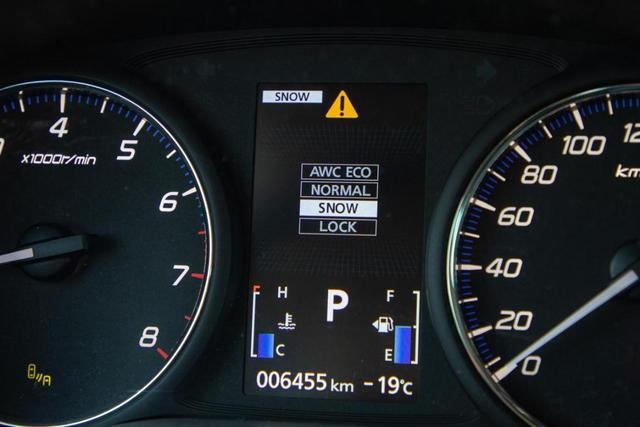 4
5
6
7
8
x1000r/min
A
SNOW
AWC ECO
NORMAL
SNOW
LOCK
H
C
P
F
E
006455 km -19℃
100
80
60
40
20
0